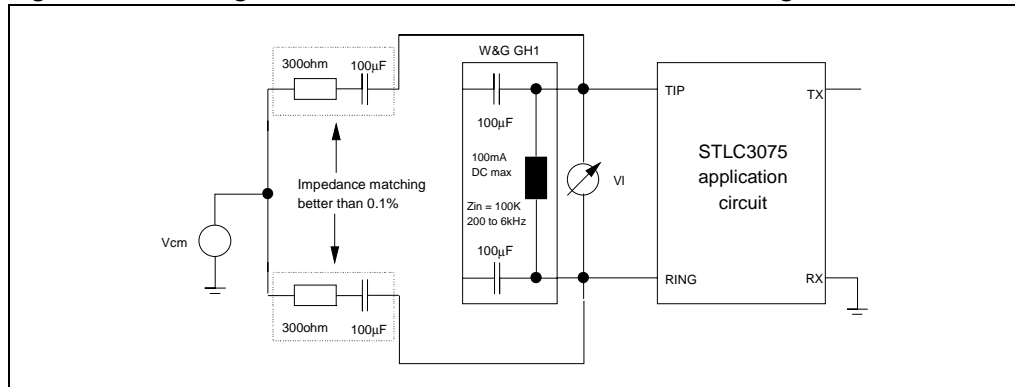 W&G GH1
300ohm
100μF
100μF
TIP
TX
100mA
DC max
Zin = 100K
200 to 6kHz
VI
STLC3075
application
circuit
Impedance matching
better than 0.1%
Vcm
100μF
RING
RX
300ohm
100μF